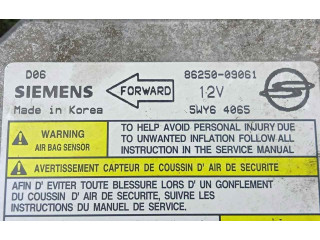 D06 86250-09061
SIEMENS FORWARD 12V
Made in Korea 5WY6 4065
WARNING
AIR BAG SENSOR
TO HELP AVOID PERSONAL INJURY DUE
TO UNWANTED INFLATION FOLLOW ALL
INSTRUCTION IN THE SERVICE MANUAL
AVERTISSEMENT CAPTEUR DE COUSSIN D' AIR DE SECURITE
AFIN D' EVITER TOUTE BLESSURE LORS D' UN GONFLEMENT
DE COUSSIN D' AIR DE SECURITE, SUIVRE LES
INSTRUCTIONS DU MANUEL DE SERVICE